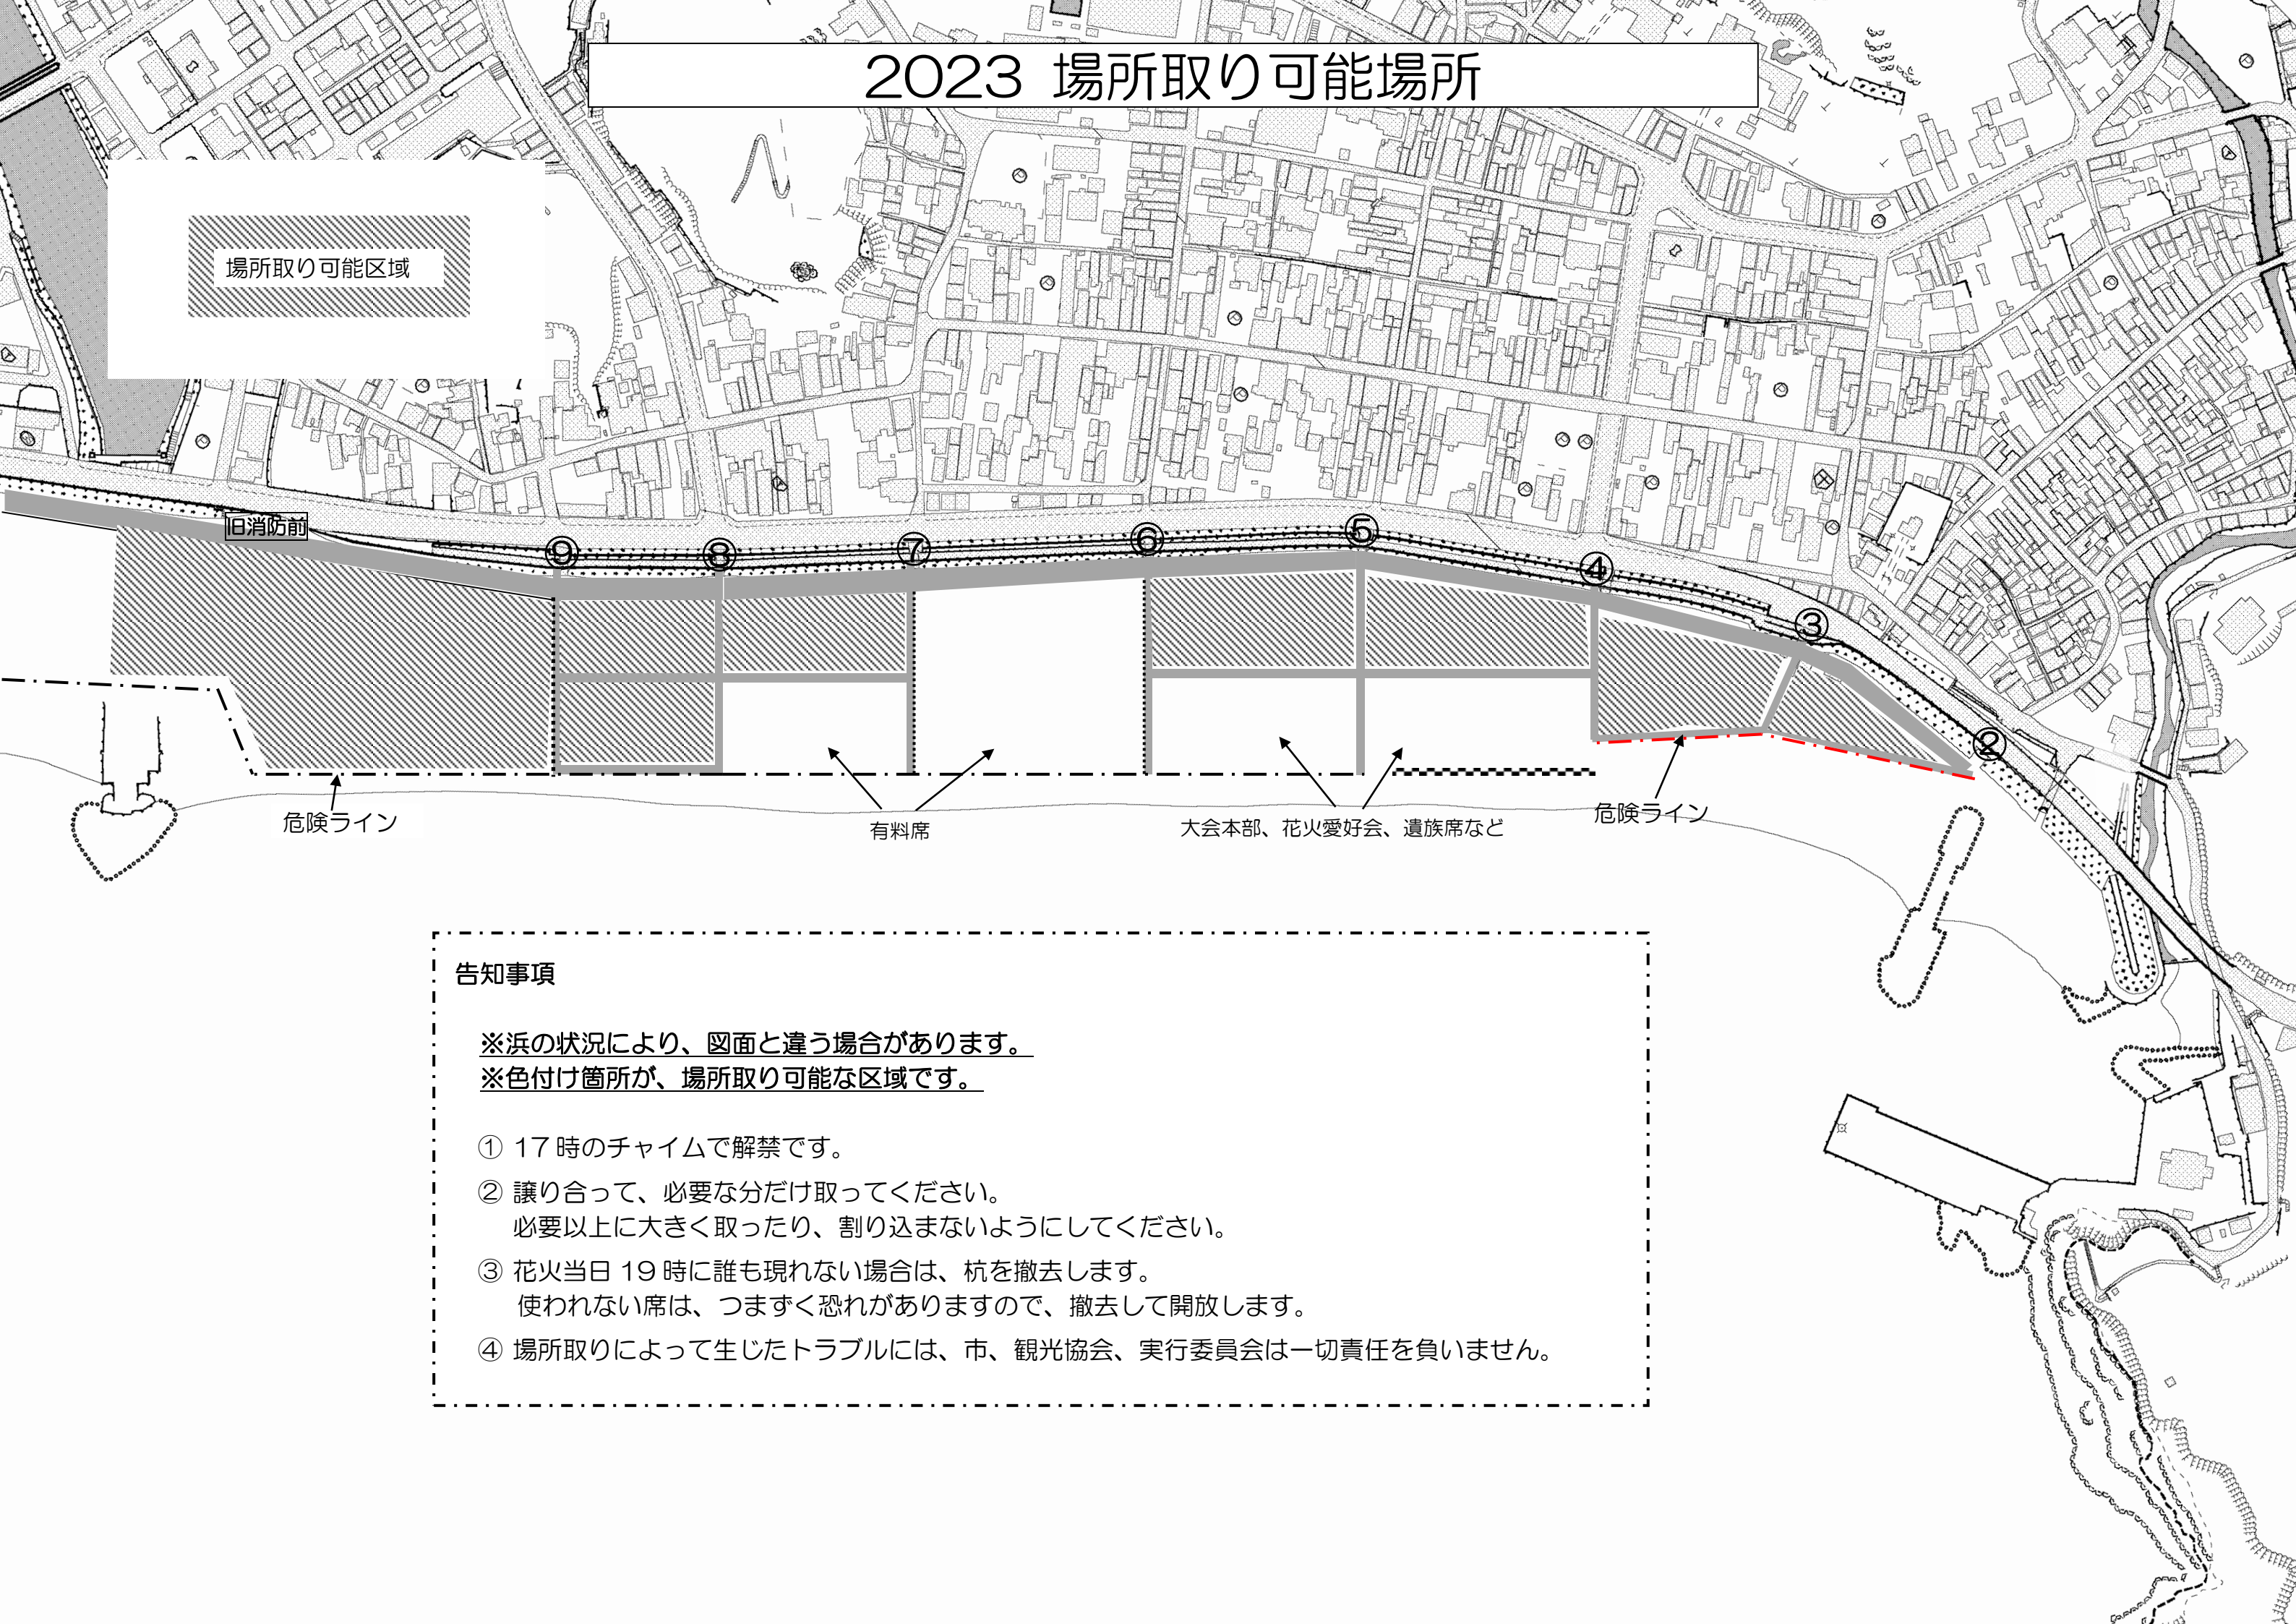 2023 場所取り可能場所
場所取り可能区域
旧消防前
⑨
⑧
⑦
⑥
⑤
④
③
②
危険ライン
有料席
大会本部、花火愛好会、遺族席など
危険ライン
告知事項
※浜の状況により、図面と違う場合があります。
※色付け箇所が、場所取り可能な区域です。
① 17時のチャイムで解禁です。
② 譲り合って、必要な分だけ取ってください。
必要以上に大きく取ったり、割り込まないようにしてください。
③ 花火当日 19時に誰も現れない場合は、杭を撤去します。
使われない席は、つまずく恐れがありますので、撤去して開放します。
④ 場所取りによって生じたトラブルには、市、観光協会、実行委員会は一切責任を負いません。